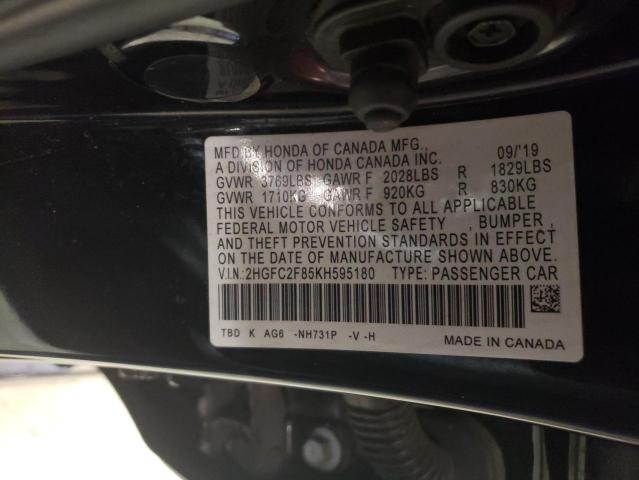 MFD BY HONDA OF CANADA MFG., 09/'19
A DIVISION OF HONDA CANADA INC.
GVWR 3769LBS GAWR F 2028LBS R 1829LBS
GVWR 1710KG GAWR F 920KG R 830KG
THIS VEHICLE CONFORMS TO ALL APPLICABLE
FEDERAL MOTOR VEHICLE SAFETY , BUMPER ,
AND THEFT PREVENTION STANDARDS IN EFFECT
ON THE DATE OF MANUFACTURE SHOWN ABOVE.
V.I.N.: 2HGFC2F85KH595180 TYPE: PASSENGER CAR
TBD K AG6 -NH731P -V -H
MADE IN CANADA